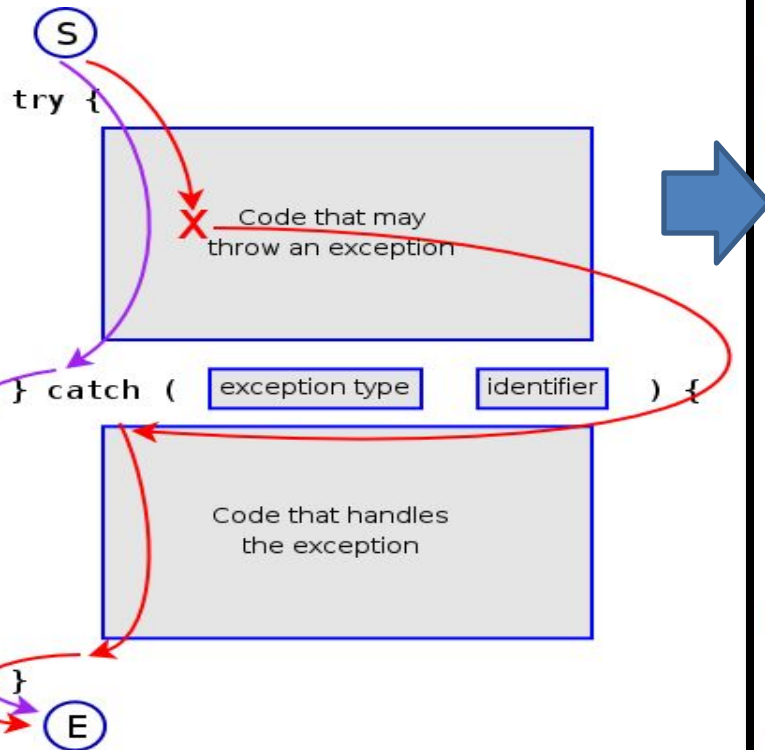 S
try {
X
Code that may
throw an exception
} catch ( exception type identifier ) {
Code that handles
the exception
}
E